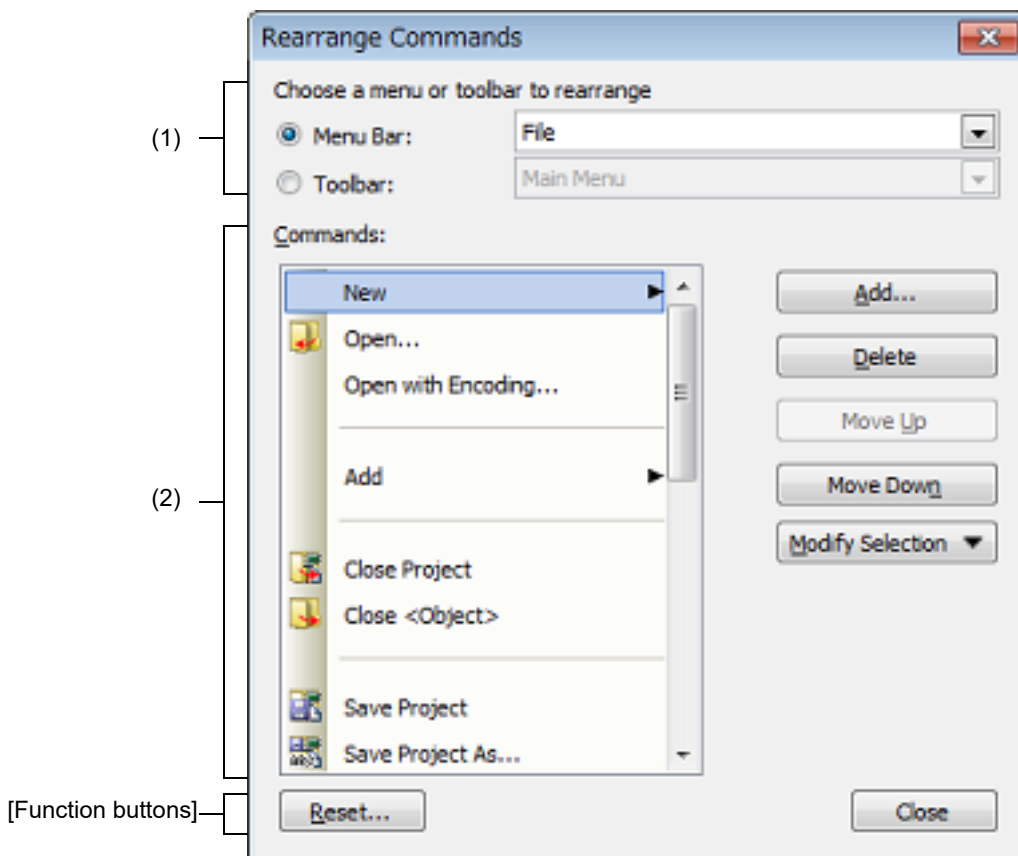 Rearrange Commands
Choose a menu or toolbar to rearrange
(1)
Menu Bar: File
Toolbar: Main Menu
Commands:
New
Add...
Open...
Delete
Open with Encoding...
Move Up
Add
Move Down
(2)
Modify Selection
Close Project
Close <Object>
Save Project
Save Project As...
[Function buttons]
Reset...
Close